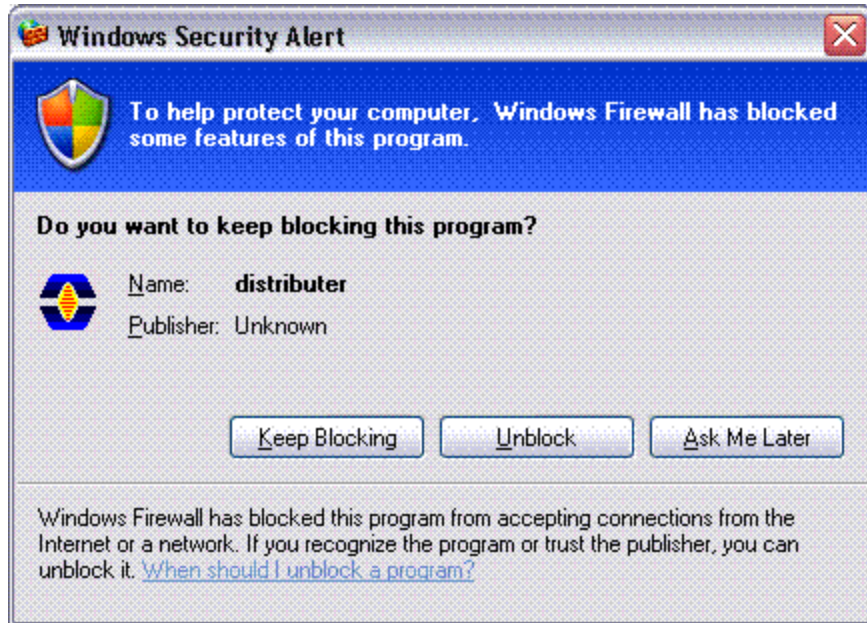 Windows Security Alert
To help protect your computer, Windows Firewall has blocked
some features of this program.
Do you want to keep blocking this program?
Name: distributer
Publisher: Unknown
Keep Blocking Unblock Ask Me Later
Windows Firewall has blocked this program from accepting connections from the
Internet or a network. If you recognize the program or trust the publisher, you can
unblock it. When should I unblock a program?